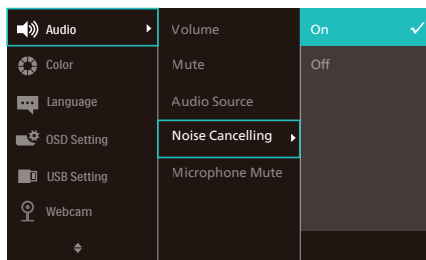 Audio
Color
Language
OSD Setting
USB Setting
Webcam
Volume
Mute
Audio Source
Noise Cancelling
Microphone Mute
On
Off